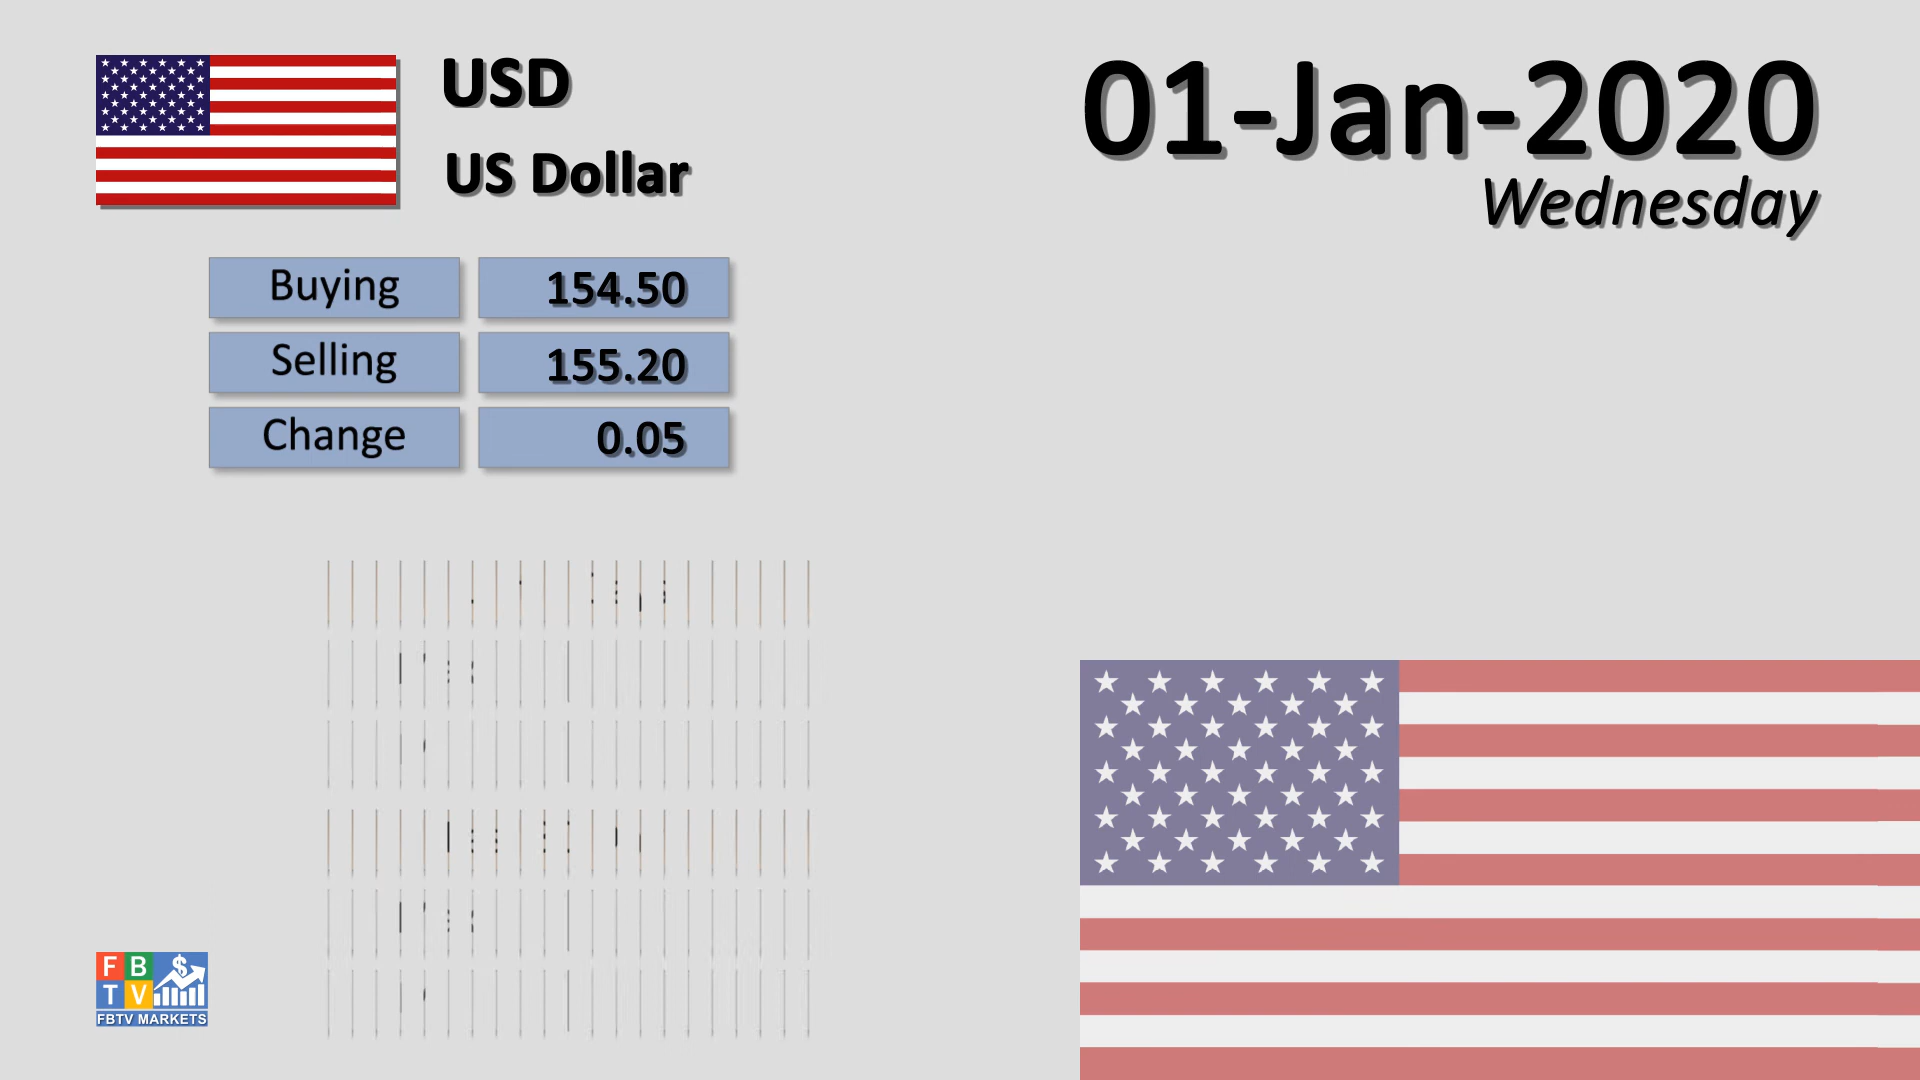 USD
US Dollar
01-Jan-2020
Wednesday
Buying 154.50
Selling 155.20
Change 0.05
F B
T V
$
FBTV MARKETS